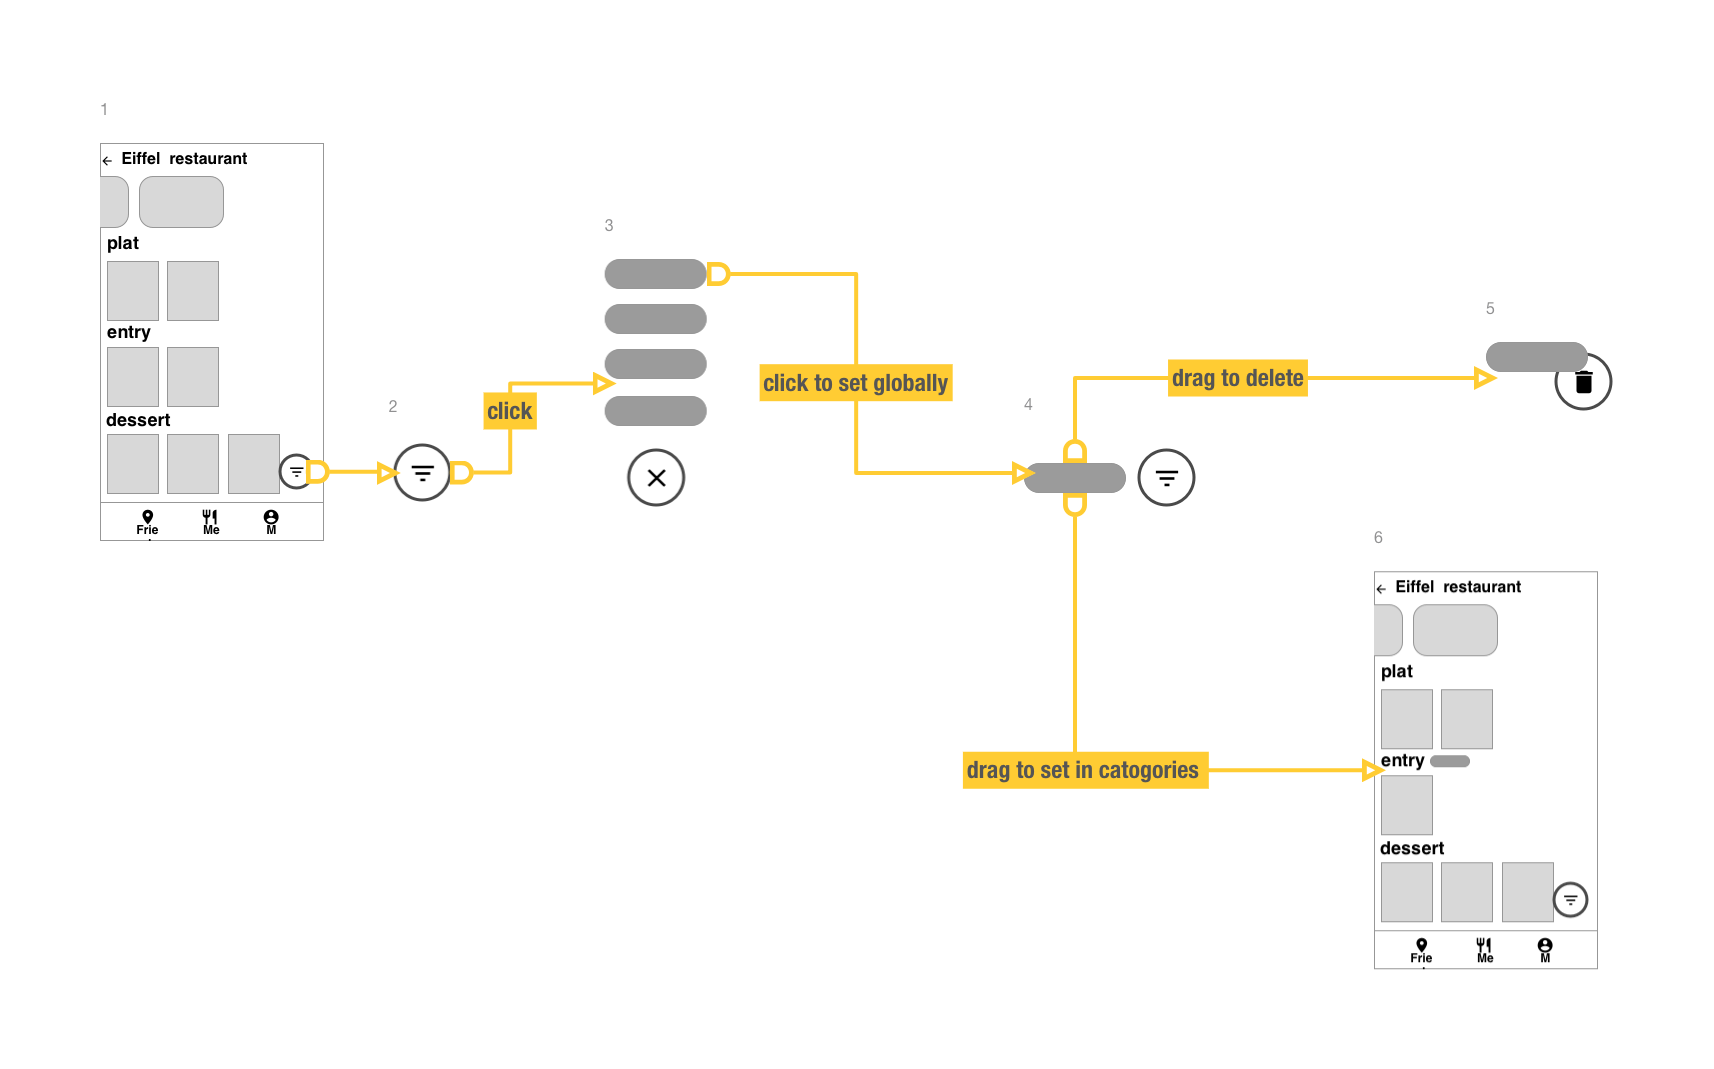 1
Eiffel restaurant
plat
entry
dessert
Frie
Me
M
2
click
3
click to set globally
4
drag to delete
5
drag to set in catogories
6
Eiffel restaurant
plat
entry
dessert
Frie
Me
M